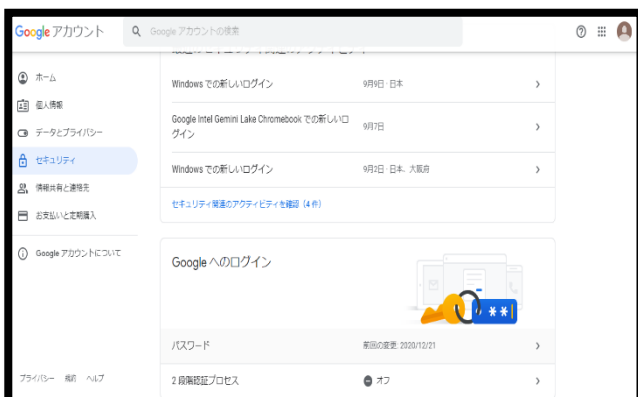 Google アカウント
Google アカウントの検索
ホーム
個人情報
データとプライバシー
セキュリティ
情報共有と連絡先
お支払いと定期購入
Google アカウントについて
プライバシー 規約 ヘルプ
Windows での新しいログイン 9月9日 · 日本
Google Intel Gemini Lake Chromebook での新しいロ
グイン 9月7日
Windows での新しいログイン 9月2日 · 日本、大阪府
セキュリティ関連のアクティビティを確認（4 件）
Google へのログイン
**
パスワード 前回の変更: 2020/12/21
2 段階認証プロセス オフ